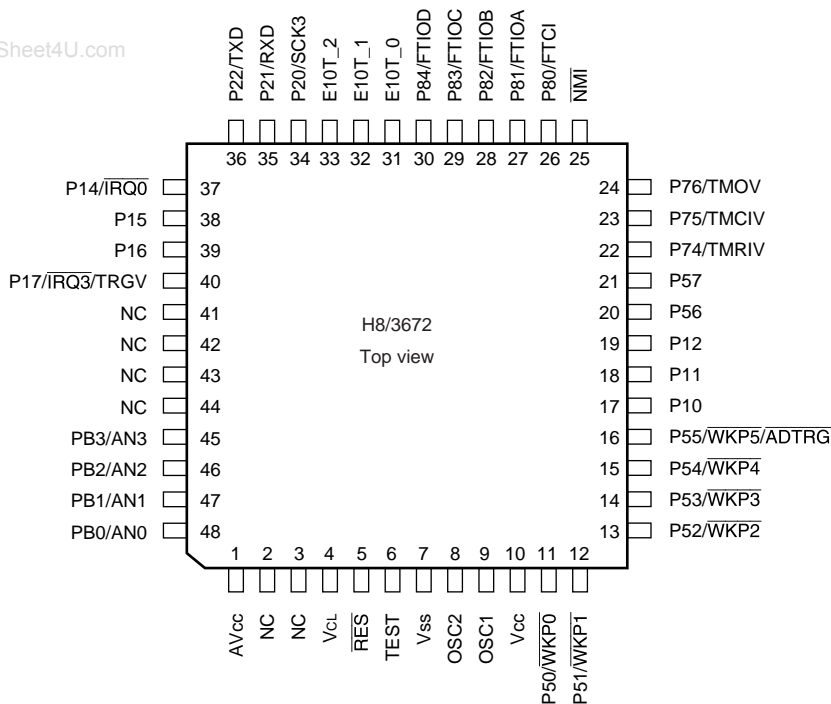 Sheet4U.com
P22/TXD
P21/RXD
P20/SCK3
E10T_2
E10T_1
E10T_0
P84/FTIOD
P83/FTIOC
P82/FTIOB
P81/FTIOA
P80/FTCI
NMI
36 35 34 33 32 31 30 29 28 27 26 25
P14/IRQ0 37
P15 38
P16 39
P17/IRQ3/TRGV 40
NC 41
NC 42
NC 43
NC 44
PB3/AN3 45
PB2/AN2 46
PB1/AN1 47
PB0/AN0 48
H8/3672
Top view
24 P76/TMOV
23 P75/TMCIV
22 P74/TMRIV
21 P57
20 P56
19 P12
18 P11
17 P10
16 P55/WKP5/ADTRG
15 P54/WKP4
14 P53/WKP3
13 P52/WKP2
1 2 3 4 5 6 7 8 9 10 11 12
AVcc
NC
NC
VCL
RES
TEST
Vss
OSC2
OSC1
Vcc
P50/WKP0
P51/WKP1